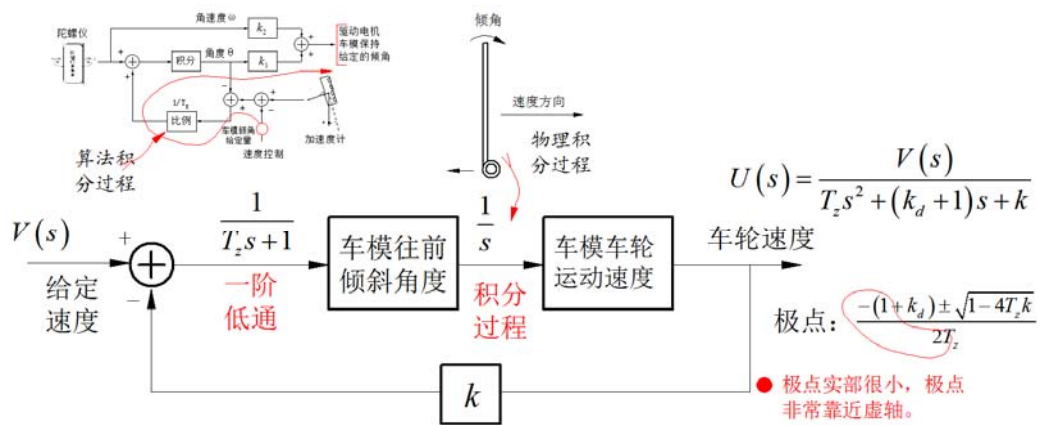 角速度ω
陀螺仪
k₂
驱动电机
车模保持
给定的倾角
积分
角度θ
k₁
1/T_g
比例
车模倾角
给定量
加速度计
速度控制
算法积
分过程
倾角
速度方向
物理积
分过程
U(s)=V(s)/(T_z s²+(k_d+1)s+k)
V(s)
给定
速度
1/(T_z s+1)
一阶
低通
车模往前
倾斜角度
1/s
积分
过程
车模车轮
运动速度
车轮速度
极点：(-(1+k_d)±√(1-4T_z k))/(2T_z)
k
极点实部很小，极点
非常靠近虚轴。